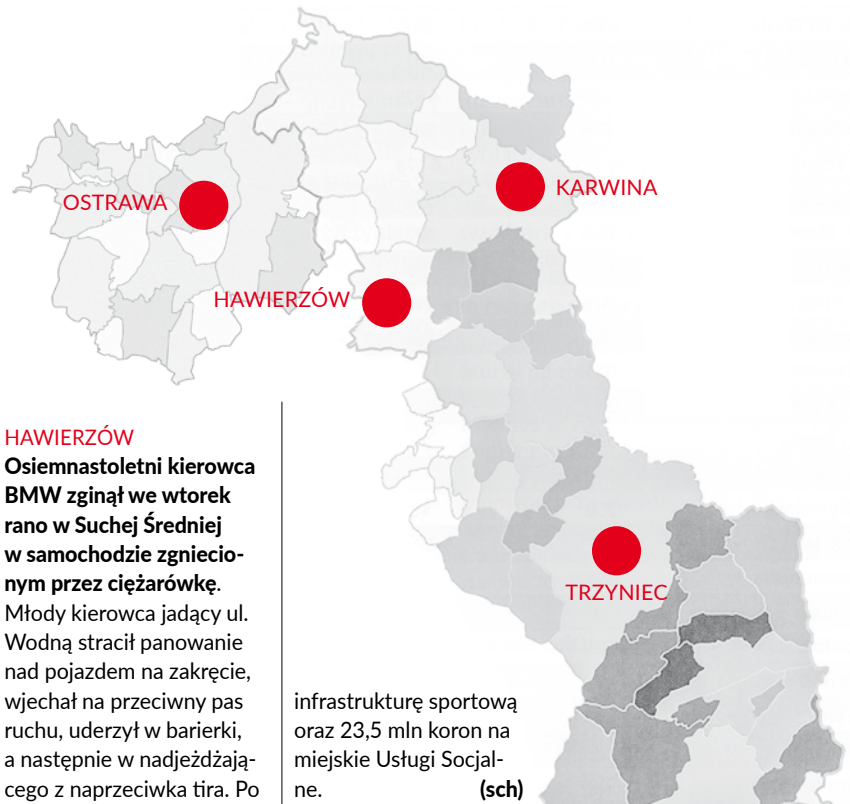 OSTRAWA
KARWINA
HAWIERZÓW
TRZYNIEC
HAWIERZÓW
Osiemnastoletni kierowca
BMW zginął we wtorek
rano w Suchej Średniej
w samochodzie zgniecio-
nym przez ciężarówkę.
Młody kierowca jadący ul.
Wodną stracił panowanie
nad pojazdem na zakręcie,
wjechał na przeciwny pas
ruchu, uderzył w barierki,
a następnie w nadjeżdżają-
cego z naprzeciwka tira. Po
infrastrukturę sportową
oraz 23,5 mln koron na
miejskie Usługi Socjal-
ne. (sch)